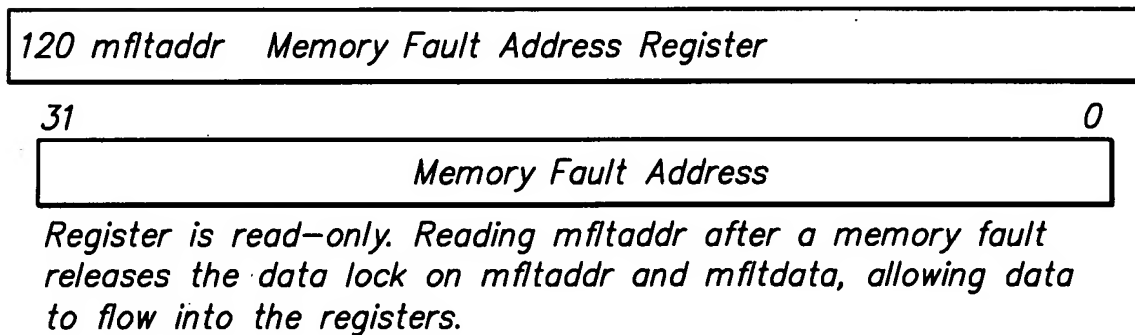 120 mfltaddr Memory Fault Address Register
31 0
Memory Fault Address
Register is read–only. Reading mfltaddr after a memory fault
releases the data lock on mfltaddr and mfltdata, allowing data
to flow into the registers.